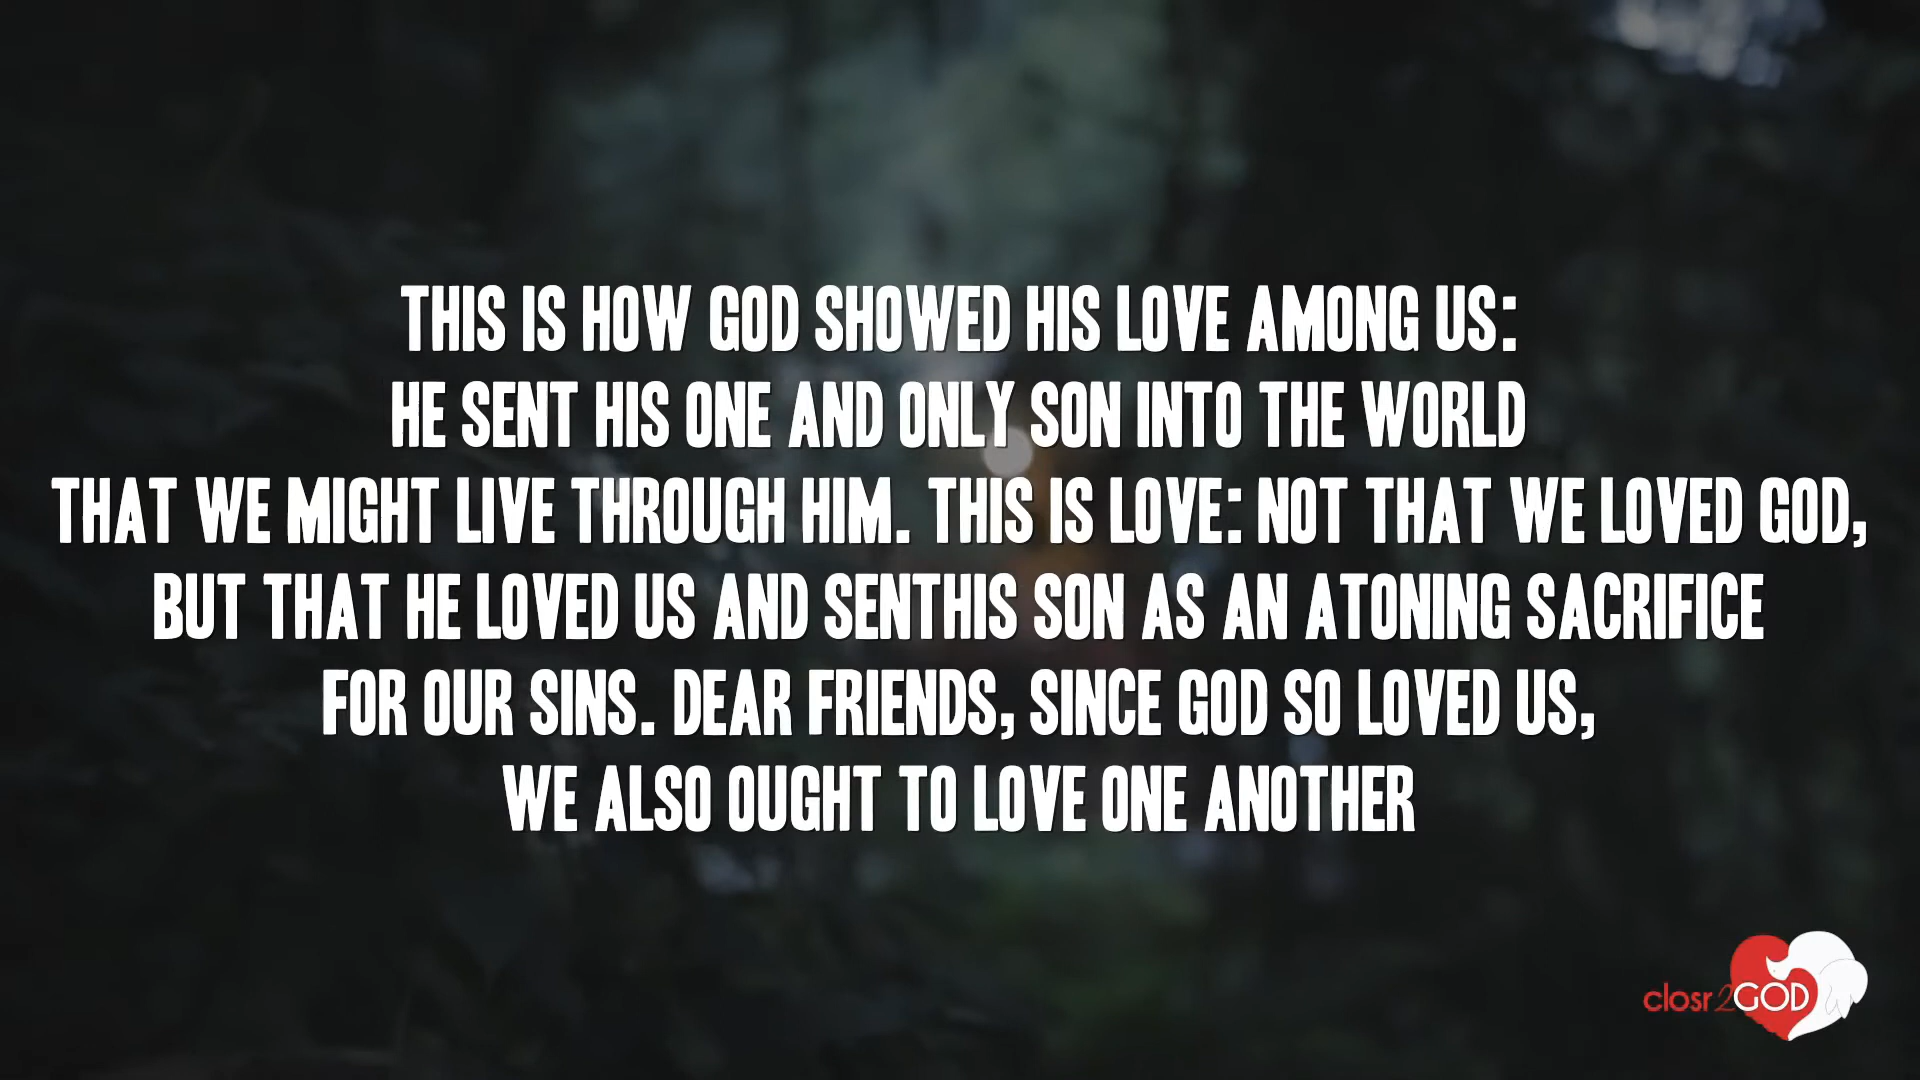 THIS IS HOW GOD SHOWED HIS LOVE AMONG US:
HE SENT HIS ONE AND ONLY SON INTO THE WORLD
THAT WE MIGHT LIVE THROUGH HIM. THIS IS LOVE: NOT THAT WE LOVED GOD,
BUT THAT HE LOVED US AND SENTHIS SON AS AN ATONING SACRIFICE
FOR OUR SINS. DEAR FRIENDS, SINCE GOD SO LOVED US,
WE ALSO OUGHT TO LOVE ONE ANOTHER
closr2GOD